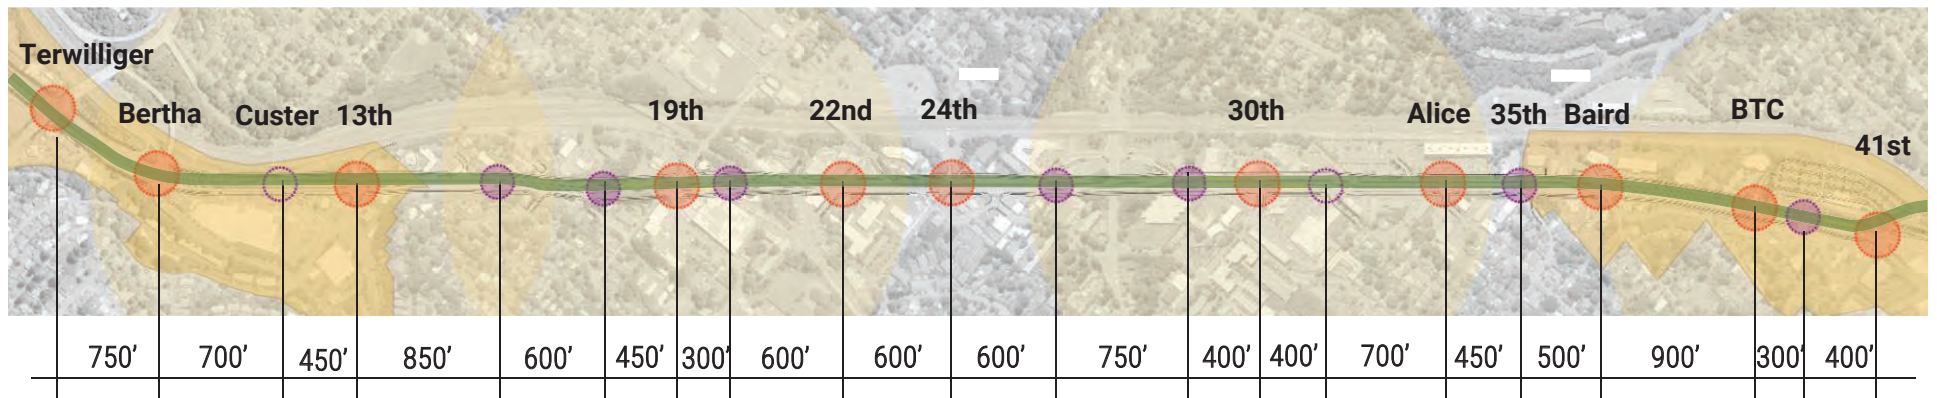 Terwilliger
Bertha
Custer
13th
19th
22nd
24th
30th
Alice
35th
Baird
BTC
41st
750’
700’
450’
850’
600’
450’
300’
600’
600’
600’
750’
400’
400’
700’
450’
500’
900’
300’
400’